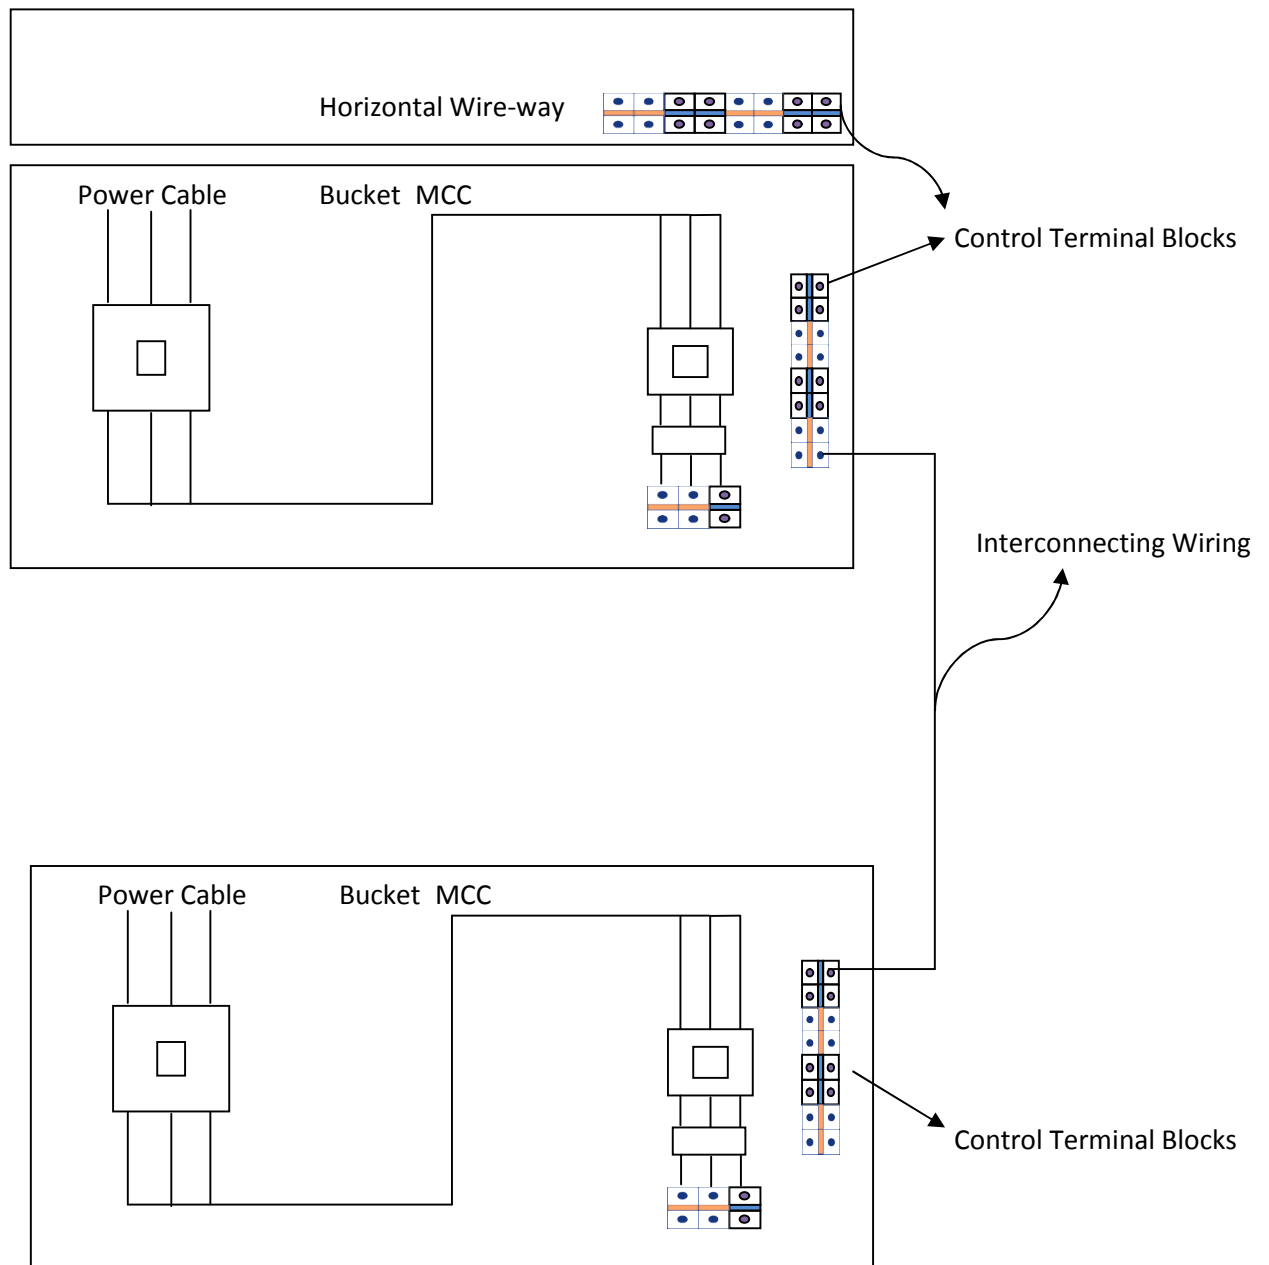 Horizontal Wire-way
Power Cable
Bucket  MCC
Control Terminal Blocks
Interconnecting Wiring
Power Cable
Bucket  MCC
Control Terminal Blocks